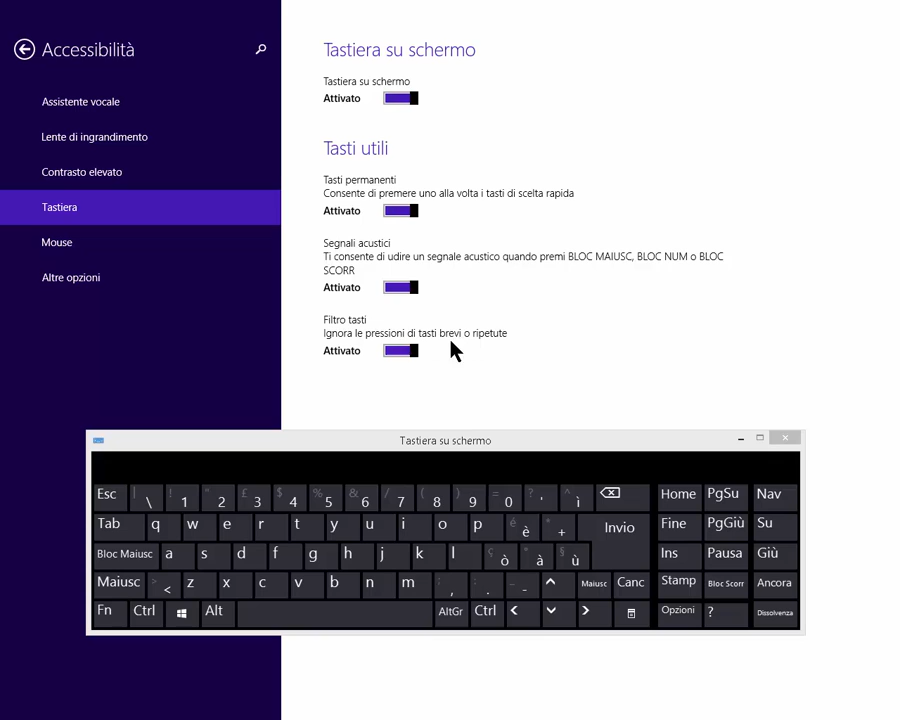 Accessibilità
Assistente vocale
Lente di ingrandimento
Contrasto elevato
Tastiera
Mouse
Altre opzioni
Tastiera su schermo
Tastiera su schermo
Attivato
Tasti utili
Tasti permanenti
Consente di premere uno alla volta i tasti di scelta rapida
Attivato
Segnali acustici
Ti consente di udire un segnale acustico quando premi BLOC MAIUSC, BLOC NUM o BLOC
SCORR
Attivato
Filtro tasti
Ignora le pressioni di tasti brevi o ripetute
Attivato
Tastiera su schermo
Esc | \ ! 1 " 2 £ 3 $ 4 % 5 & 6 / 7 ( 8 ) 9 = 0 ? ' ^ ì Home PgSu Nav
Tab q w e r t y u i o p é è * + Invio Fine PgGiù Su
Bloc Maiusc a s d f g h j k l ç ò ° à § ù Ins Pausa Giù
Maiusc > < z x c v b n m ; , : . _ - Maiusc Canc Stamp Bloc Scorr Ancora
Fn Ctrl Alt AltGr Ctrl Opzioni ? Dissolvenza